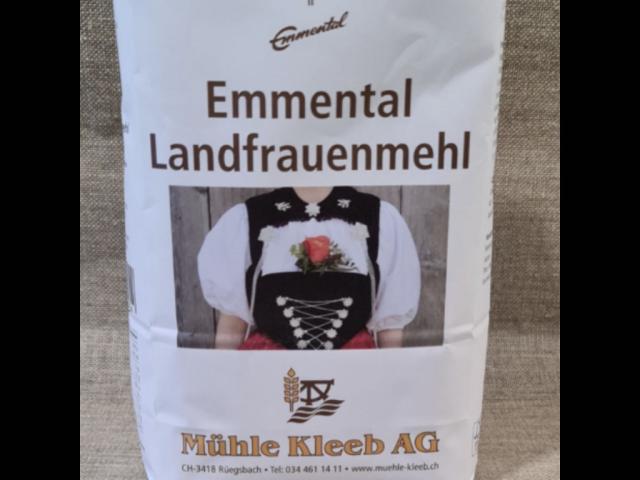 Emmental
Emmental
Landfrauenmehl
Mühle Kleeb AG
CH-3418 Rüegsbach • Tel: 034 461 14 11 • www.muehle-kleeb.ch